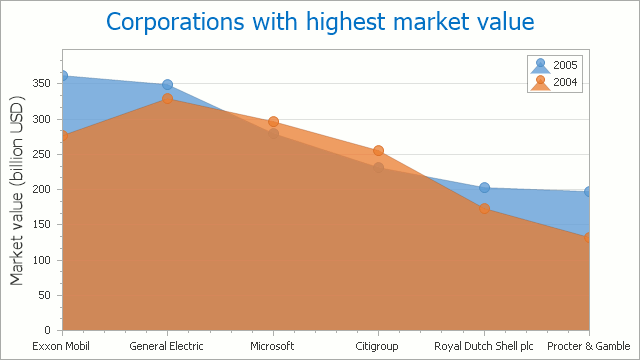 Corporations with highest market value
2005
2004
Market value (billion USD)
350
300
250
200
150
100
50
0
Exxon Mobil
General Electric
Microsoft
Citigroup
Royal Dutch Shell plc
Procter & Gamble